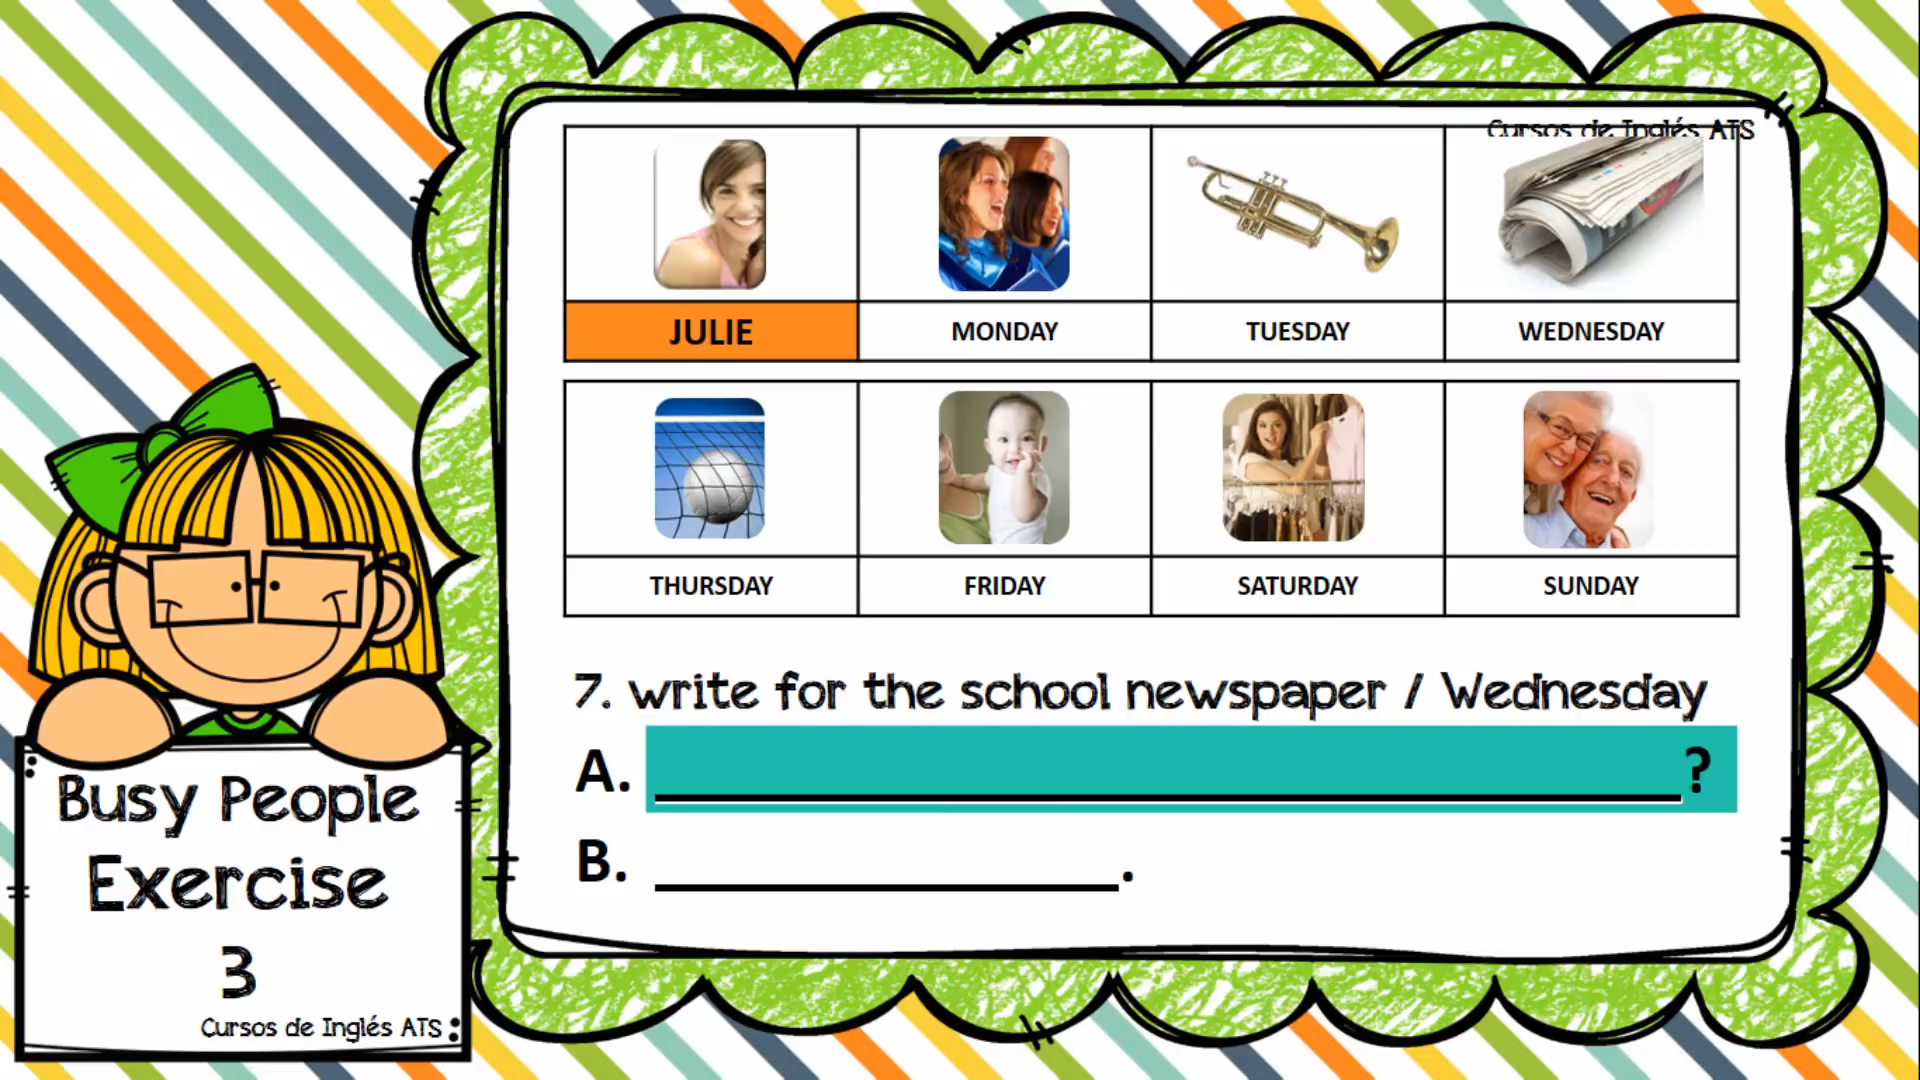 Cursos de Inglés ATS
JULIE
MONDAY
TUESDAY
WEDNESDAY
THURSDAY
FRIDAY
SATURDAY
SUNDAY
7. write for the school newspaper / Wednesday
A. ?
B. .
Busy People
Exercise
3
Cursos de Inglés ATS